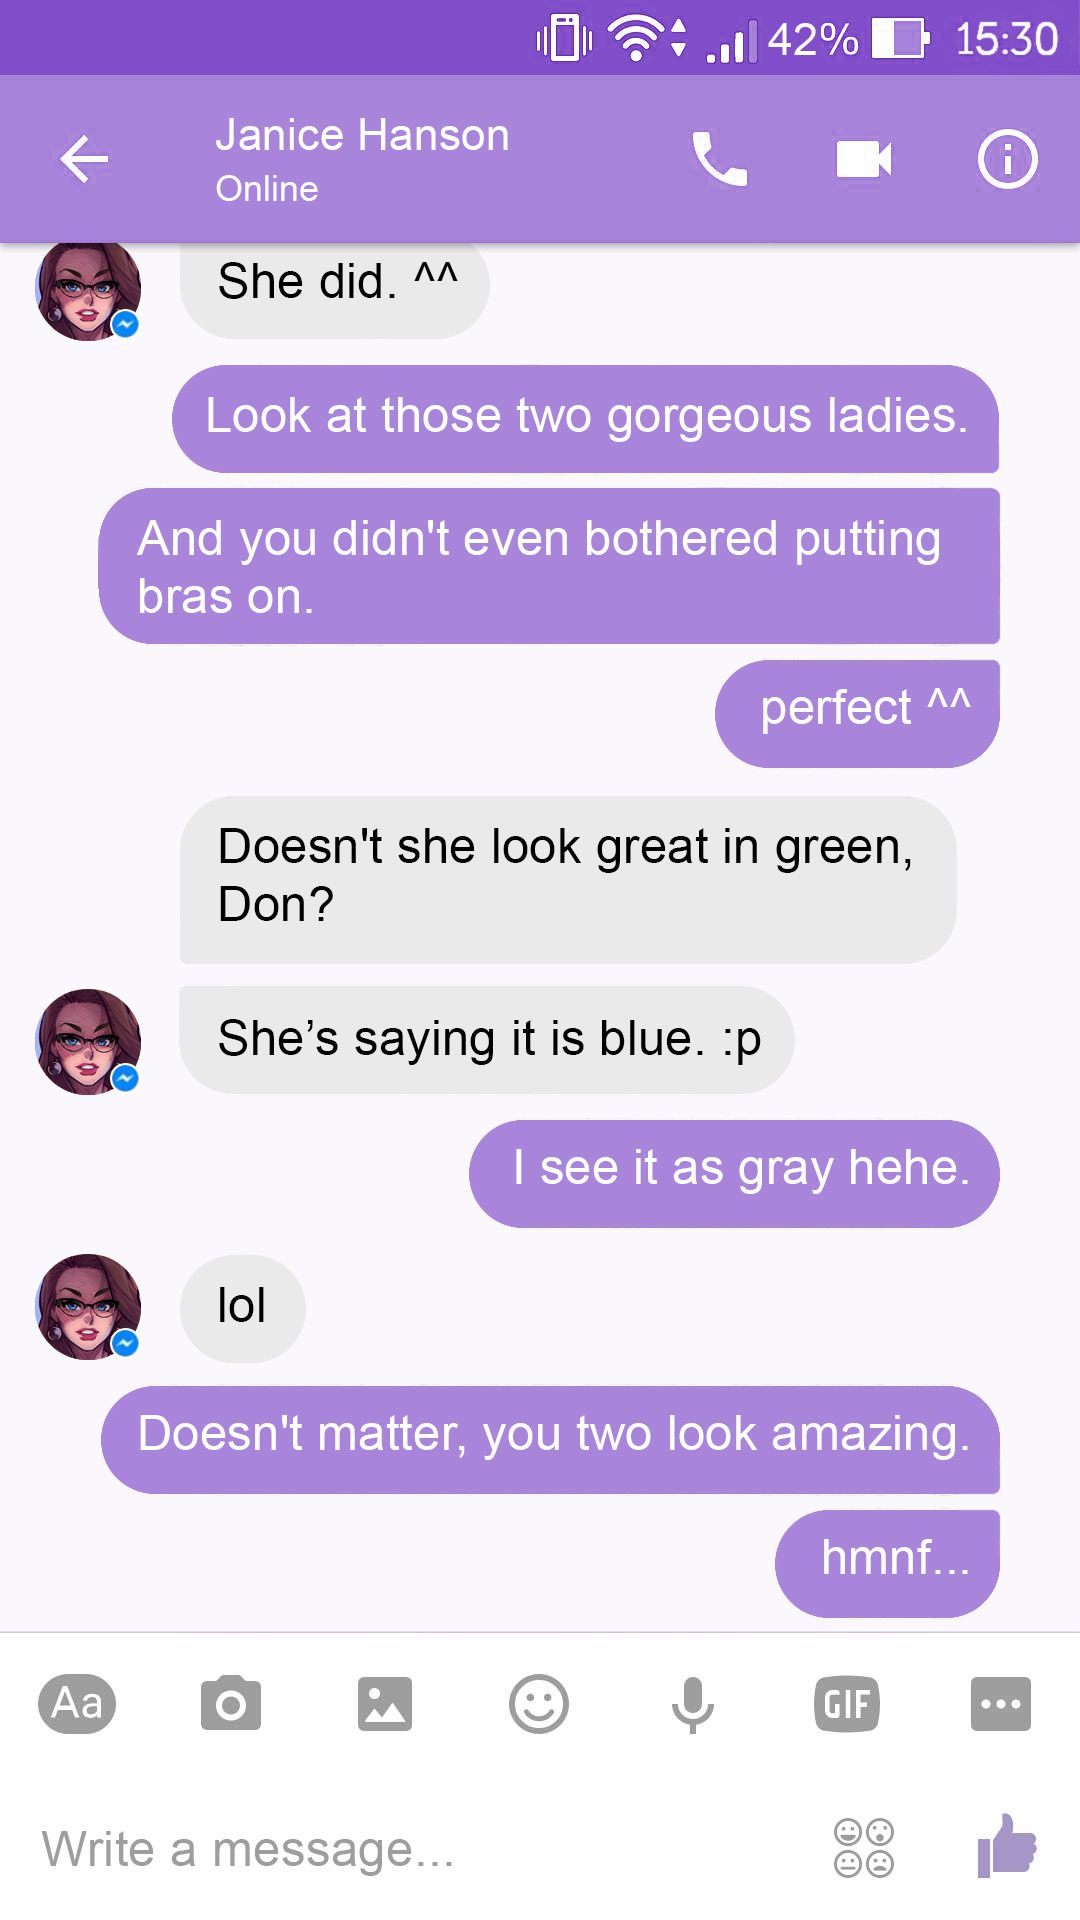 42% 15:30
Janice Hanson
Online
She did. ^^
Look at those two gorgeous ladies.
And you didn't even bothered putting
bras on.
perfect ^^
Doesn't she look great in green,
Don?
She’s saying it is blue. :p
I see it as gray hehe.
lol
Doesn't matter, you two look amazing.
hmnf...
Aa
GIF
Write a message...